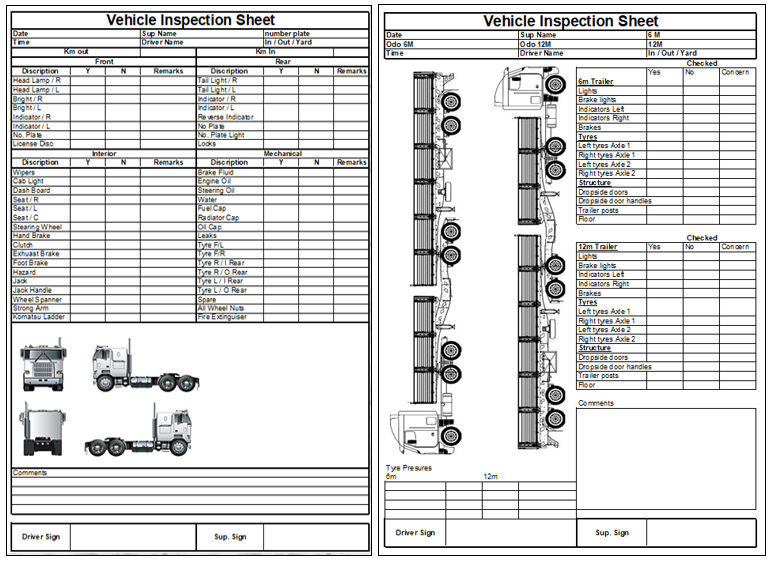 Vehicle Inspection Sheet
Date Sup Name number plate
Time Driver Name In / Out / Yard
Km out Km In
Front Rear
Discription Y N Remarks Discription Y N Remarks
Head Lamp / R Tail Light / R
Head Lamp / L Tail Light / L
Bright / R Indicator / R
Bright / L Indicator / L
Indicator / R Reverse Indicator
Indicator / L No Plate
No. Plate No. Plate Light
License Disc Locks
Interior Mechanical
Discription Y N Remarks Discription Y N Remarks
Wipers Brake Fluid
Cab Light Engine Oil
Dash Board Steering Oil
Seat / R Water
Seat / L Fuel Cap
Seat / C Radiator Cap
Steering Wheel Oil Cap
Hand Brake Leaks
Clutch Tyre F/L
Exhuast Brake Tyre F/R
Foot Brake Tyre R / I Rear
Hazard Tyre R / O Rear
Jack Tyre L / I Rear
Jack Handle Tyre L / O Rear
Wheel Spanner Spare
Strong Arm All Wheel Nuts
Komatsu Ladder Fire Extinguiser
Comments
Driver Sign Sup. Sign
Vehicle Inspection Sheet
Date Sup Name 6 M
Odo 6M Odo 12M 12M
Time Driver Name In / Out / Yard
Checked
Yes No Concern
6m Trailer
Lights
Brake lights
Indicators Left
Indicators Right
Brakes
Tyres
Left tyres Axle 1
Right tyres Axle 1
Left tyres Axle 2
Right tyres Axle 2
Structure
Dropside doors
Dropside door handles
Trailer posts
Floor
Checked
12m Trailer Yes No Concern
Lights
Brake lights
Indicators Left
Indicators Right
Brakes
Tyres
Left tyres Axle 1
Right tyres Axle 1
Left tyres Axle 2
Right tyres Axle 2
Structure
Dropside doors
Dropside door handles
Trailer posts
Floor
Comments
Tyre Presures
6m 12m
Driver Sign Sup. Sign